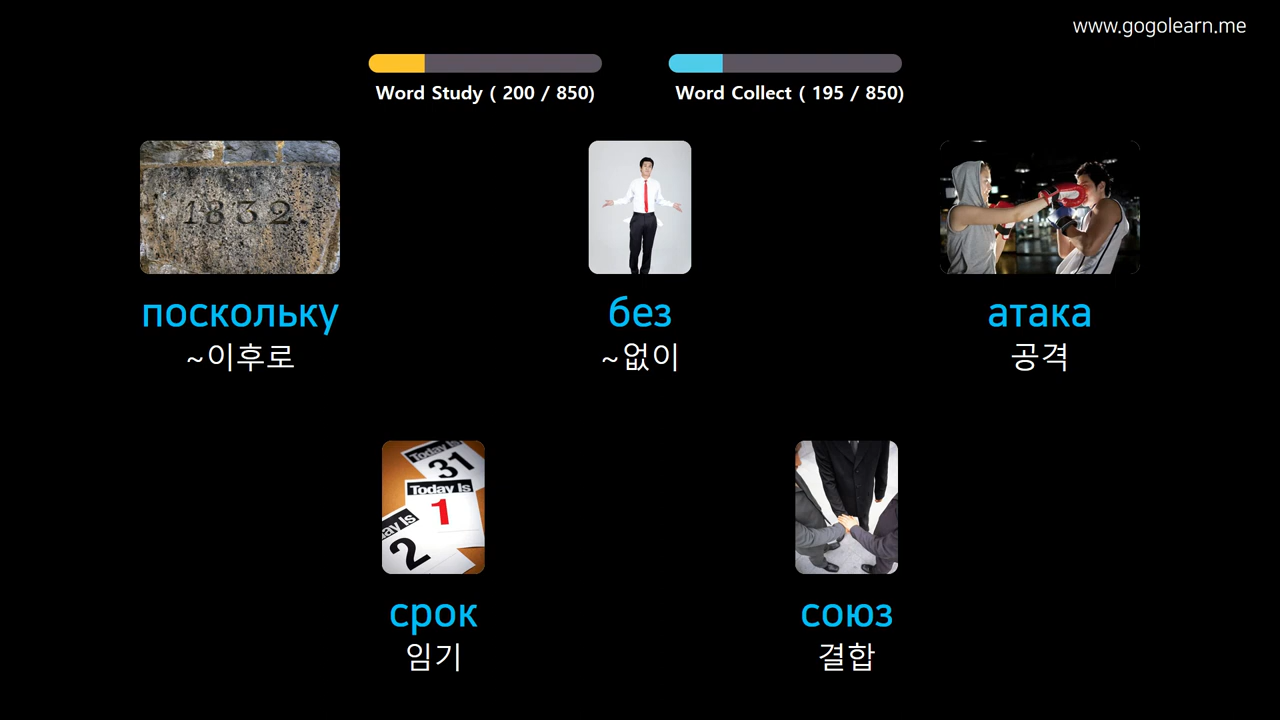 www.gogolearn.me
Word Study ( 200 / 850)
Word Collect ( 195 / 850)
1832.
поскольку
~이후로
без
~없이
атака
공격
Today Is
31
Today Is
1
ay Is
2
срок
임기
союз
결합